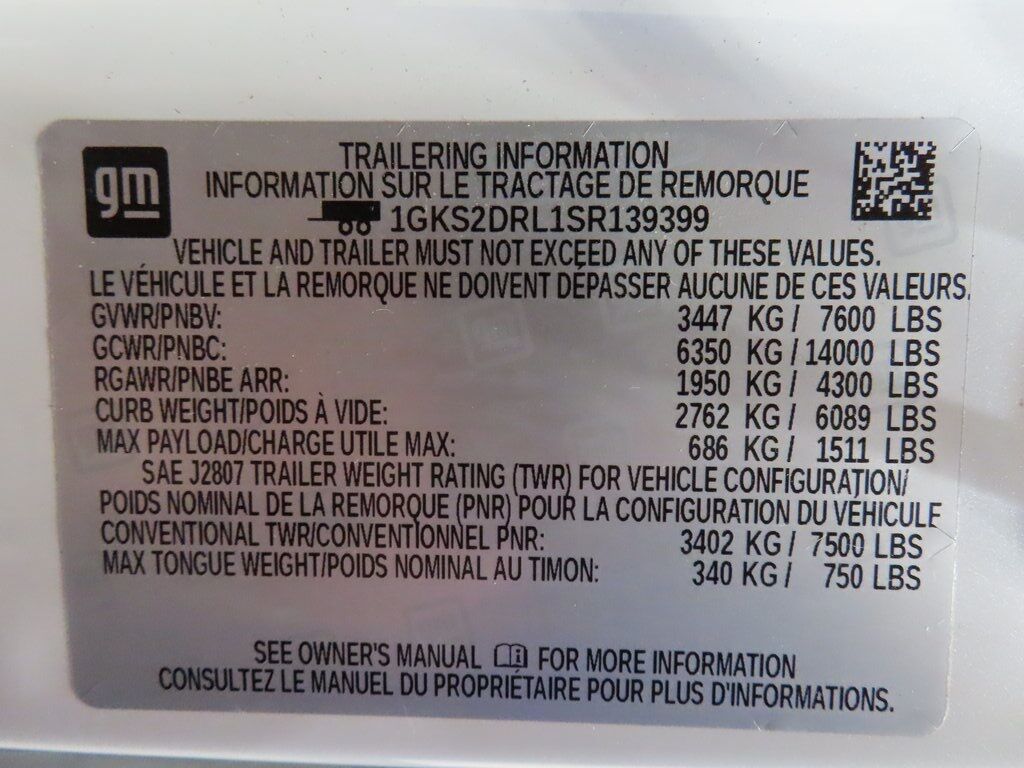 gm
TRAILERING INFORMATION
INFORMATION SUR LE TRACTAGE DE REMORQUE
1GKS2DRL1SR139399
VEHICLE AND TRAILER MUST NOT EXCEED ANY OF THESE VALUES.
LE VÉHICULE ET LA REMORQUE NE DOIVENT DÉPASSER AUCUNE DE CES VALEURS.
GVWR/PNBV: 3447 KG / 7600 LBS
GCWR/PNBC: 6350 KG / 14000 LBS
RGAWR/PNBE ARR: 1950 KG / 4300 LBS
CURB WEIGHT/POIDS À VIDE: 2762 KG / 6089 LBS
MAX PAYLOAD/CHARGE UTILE MAX: 686 KG / 1511 LBS
SAE J2807 TRAILER WEIGHT RATING (TWR) FOR VEHICLE CONFIGURATION/
POIDS NOMINAL DE LA REMORQUE (PNR) POUR LA CONFIGURATION DU VÉHICULE
CONVENTIONAL TWR/CONVENTIONNEL PNR: 3402 KG / 7500 LBS
MAX TONGUE WEIGHT/POIDS NOMINAL AU TIMON: 340 KG / 750 LBS
SEE OWNER'S MANUAL FOR MORE INFORMATION
CONSULTEZ LE MANUEL DU PROPRIÉTAIRE POUR PLUS D'INFORMATIONS.